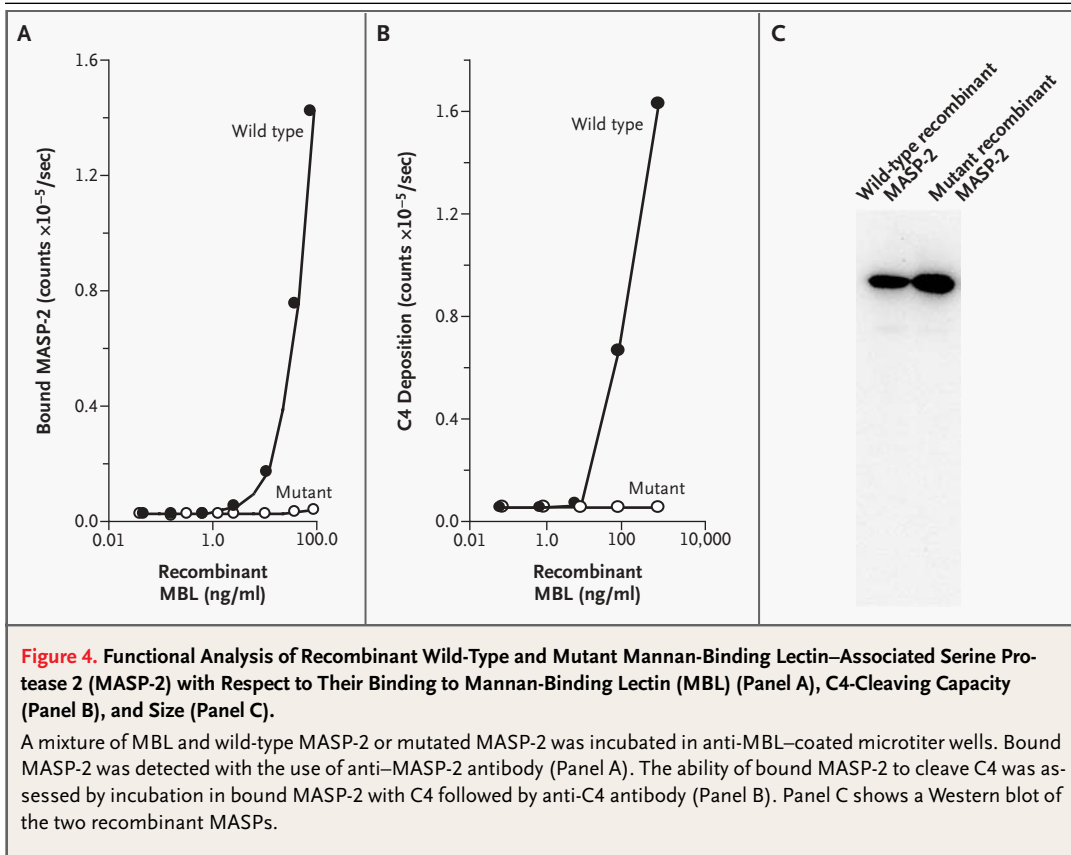 A
1.6
1.2
0.8
0.4
0.0
0.01
1.0
100.0
Bound MASP-2 (counts ×10⁻⁵/sec)
Wild type
Mutant
Recombinant
MBL (ng/ml)
B
1.6
1.2
0.8
0.4
0.0
0.01
1.0
100
10,000
C4 Deposition (counts ×10⁻⁵/sec)
Wild type
Mutant
Recombinant
MBL (ng/ml)
C
Wild-type recombinant
MASP-2
Mutant recombinant
MASP-2
Figure 4. Functional Analysis of Recombinant Wild-Type and Mutant Mannan-Binding Lectin–Associated Serine Pro-
tease 2 (MASP-2) with Respect to Their Binding to Mannan-Binding Lectin (MBL) (Panel A), C4-Cleaving Capacity
(Panel B), and Size (Panel C).
A mixture of MBL and wild-type MASP-2 or mutated MASP-2 was incubated in anti-MBL–coated microtiter wells. Bound
MASP-2 was detected with the use of anti–MASP-2 antibody (Panel A). The ability of bound MASP-2 to cleave C4 was as-
sessed by incubation in bound MASP-2 with C4 followed by anti-C4 antibody (Panel B). Panel C shows a Western blot of
the two recombinant MASPs.